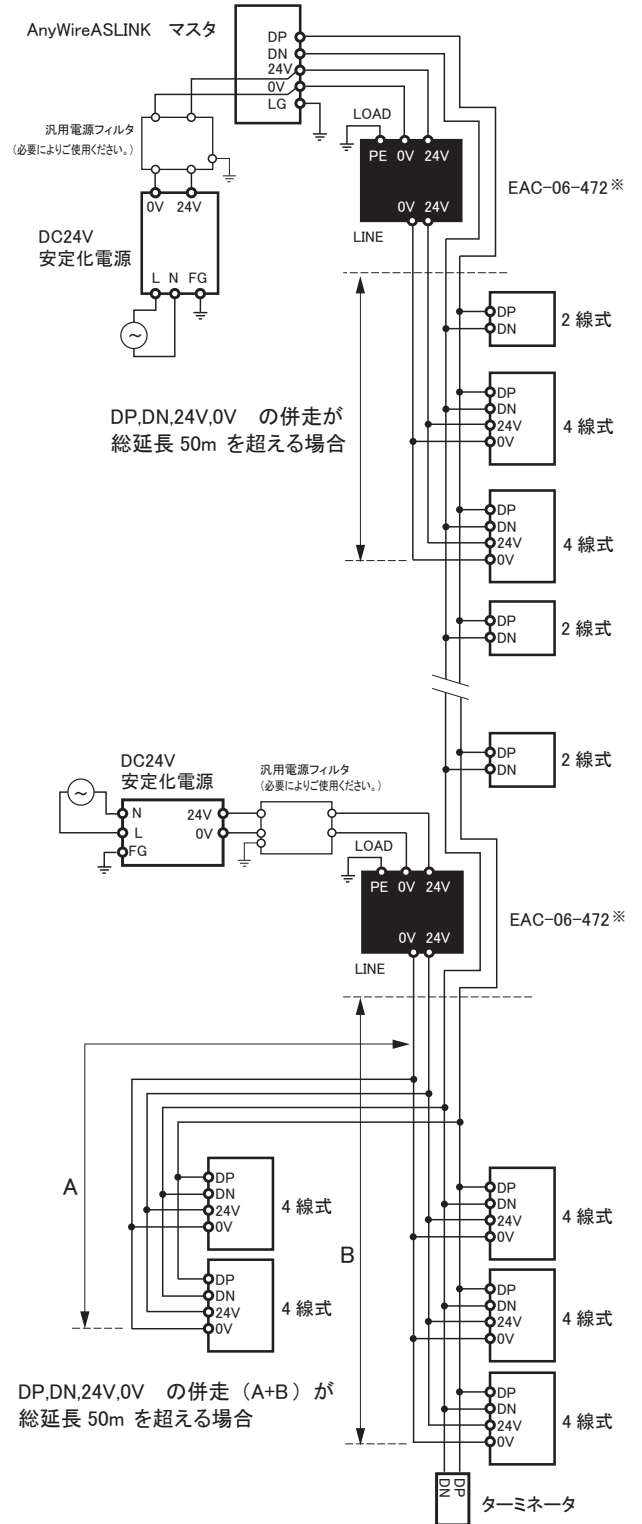 AnyWireASLINK マスタ
DP
DN
24V
0V
LG
汎用電源フィルタ
(必要によりご使用ください。)
LOAD
PE 0V 24V
0V 24V
LINE
EAC-06-472※
0V 24V
DC24V
安定化電源
L N FG
DP
DN
2線式
DP,DN,24V,0V の併走が
総延長 50m を超える場合
DP
DN
24V
0V
4線式
DP
DN
24V
0V
4線式
DP
DN
2線式
DP
DN
2線式
DC24V
安定化電源
N
L
FG
24V
0V
汎用電源フィルタ
(必要によりご使用ください。)
LOAD
PE 0V 24V
0V 24V
LINE
EAC-06-472※
A
DP
DN
24V
0V
4線式
DP
DN
24V
0V
4線式
B
DP
DN
24V
0V
4線式
DP
DN
24V
0V
4線式
DP
DN
24V
0V
4線式
DP,DN,24V,0V の併走(A+B)が
総延長 50m を超える場合
DP
DN
ターミネータ